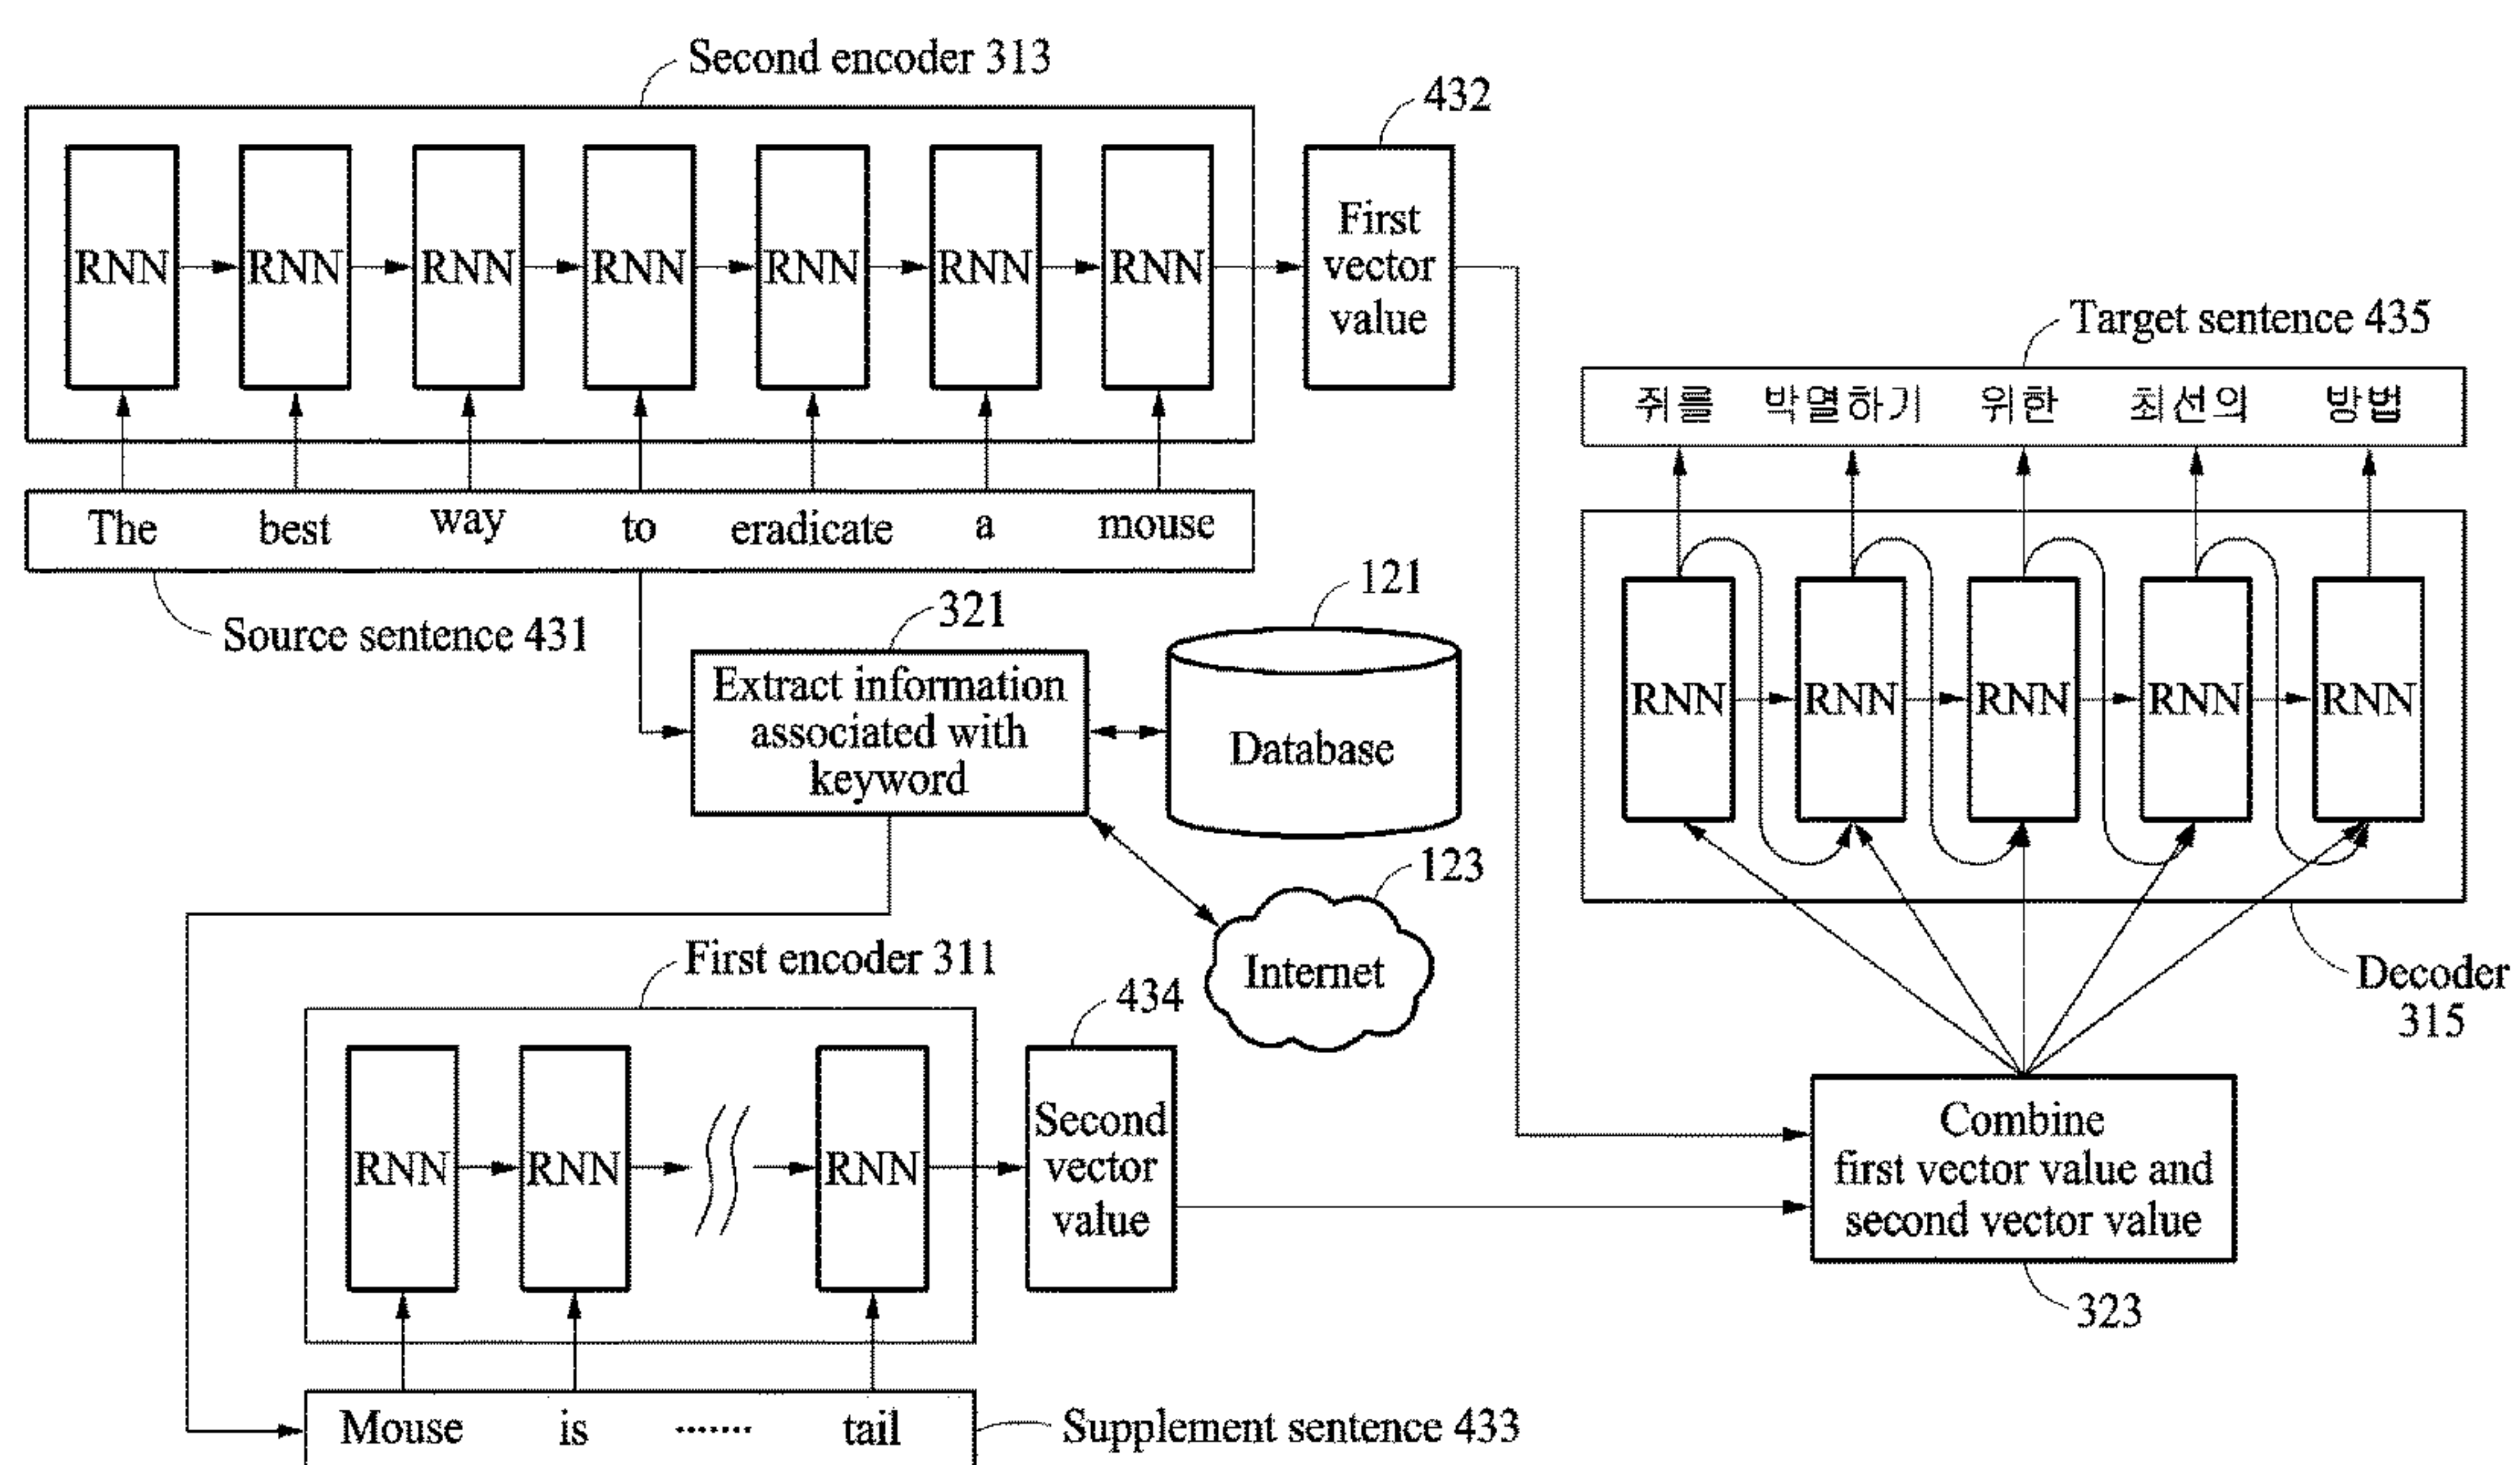 Second encoder 313
432
RNN RNN RNN RNN RNN RNN RNN
First
vector
value
The best way to eradicate a mouse
Source sentence 431
321
Extract information
associated with
keyword
121
Database
123
Internet
First encoder 311
434
RNN RNN RNN
Second
vector
value
Mouse is ······· tail
Supplement sentence 433
Target sentence 435
쥐를 박멸하기 위한 최선의 방법
RNN RNN RNN RNN RNN
Decoder
315
Combine
first vector value and
second vector value
323